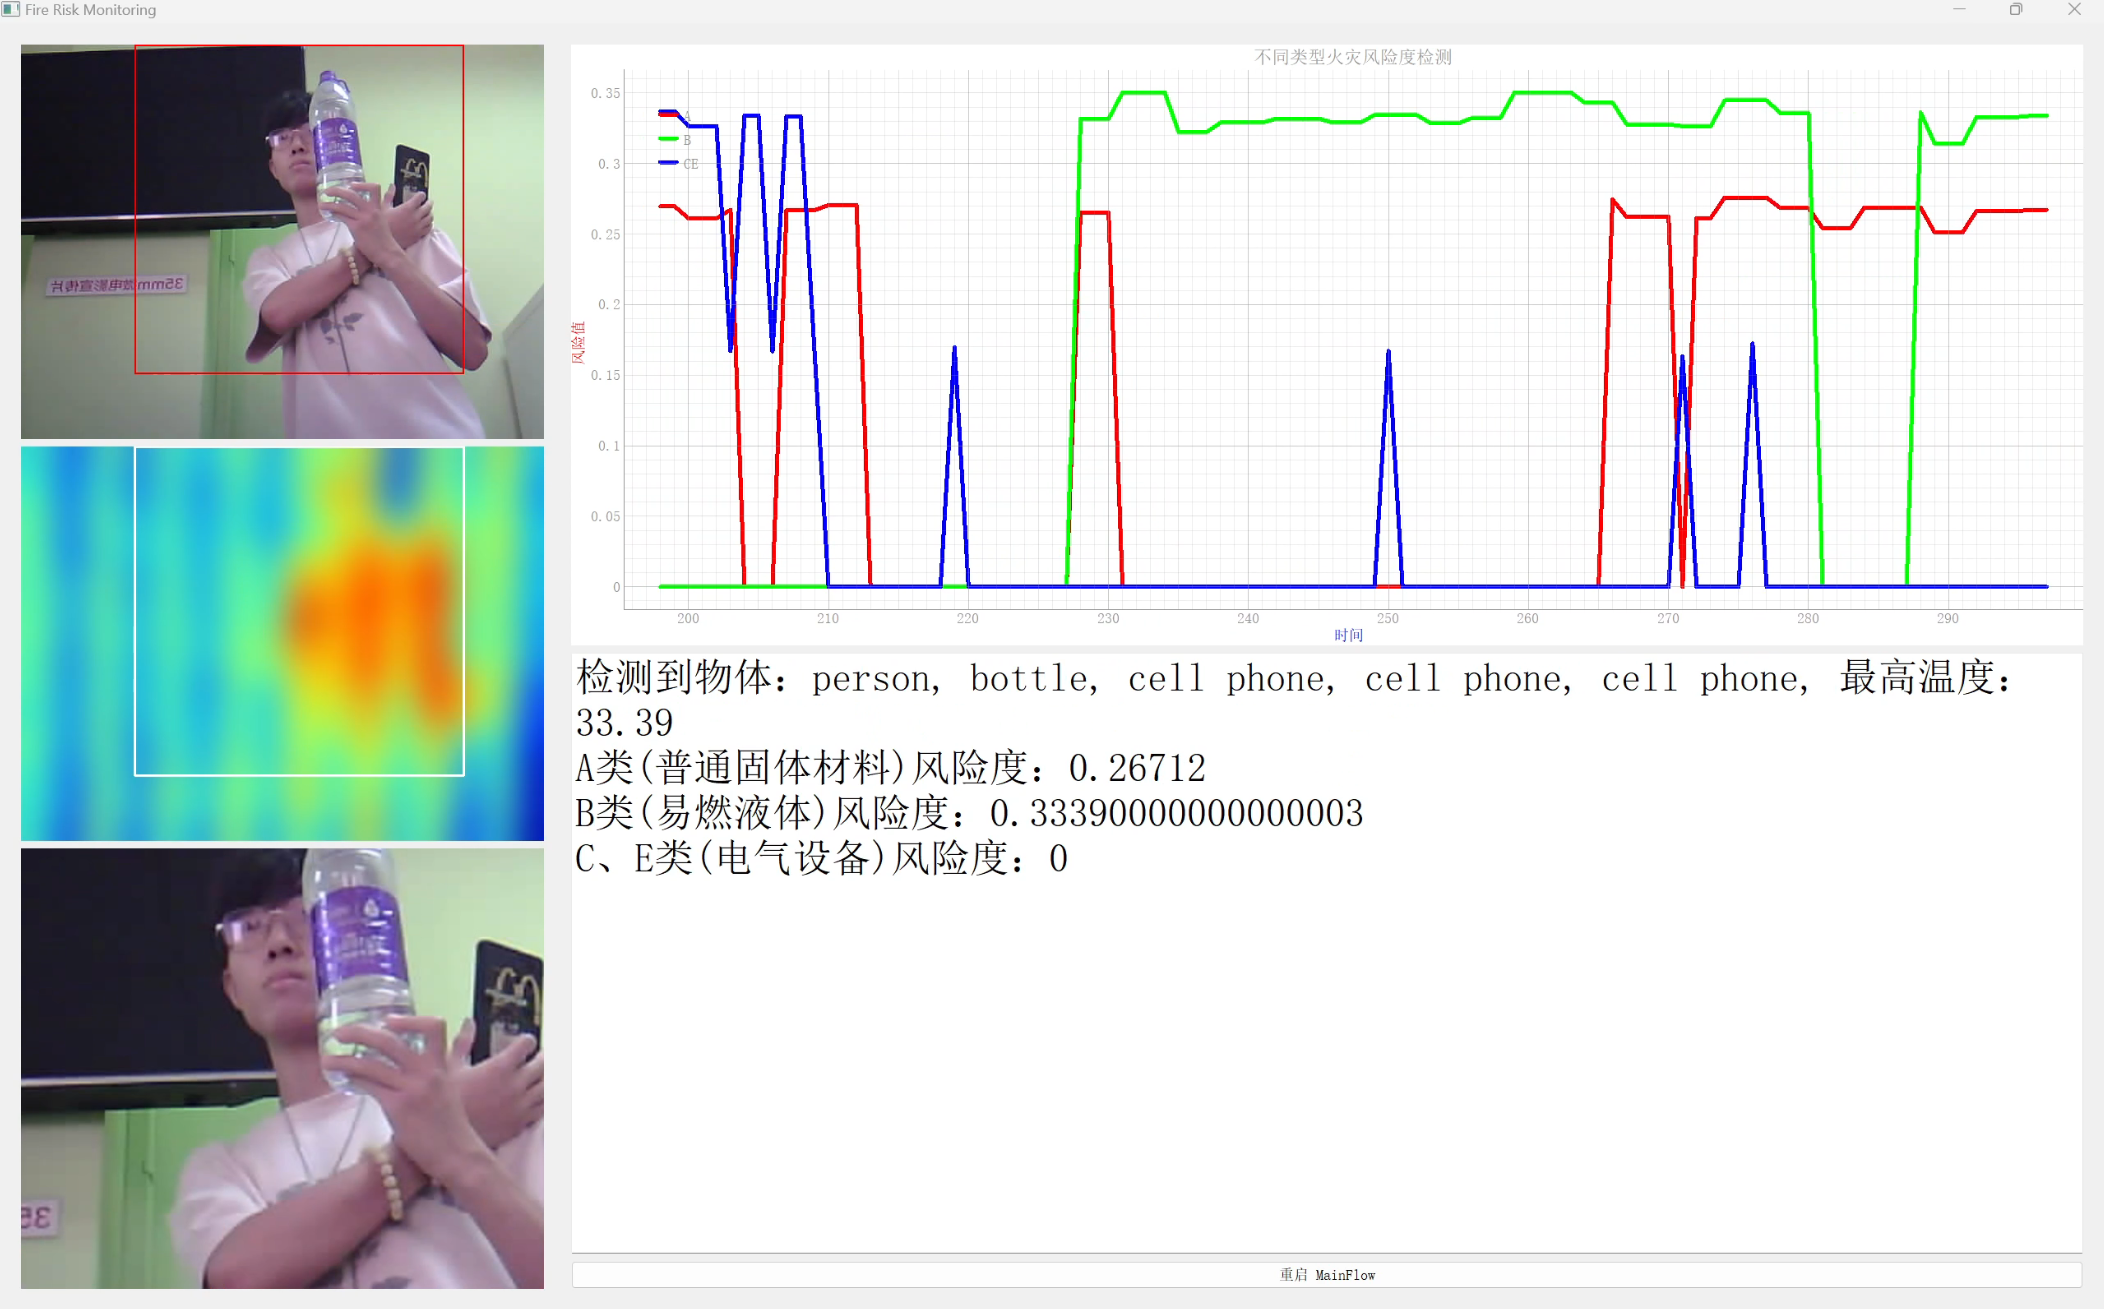 Fire Risk Monitoring
不同类型火灾风险度检测
0.35
0.3
0.25
0.2
0.15
0.1
0.05
0
A
B
CE
风险值
200 210 220 230 240 250 260 270 280 290
时间
35mm微电影宣传片
35
检测到物体: person, bottle, cell phone, cell phone, cell phone, 最高温度:
33.39
A类(普通固体材料)风险度: 0.26712
B类(易燃液体)风险度: 0.33390000000000003
C、E类(电气设备)风险度: 0
重启 MainFlow